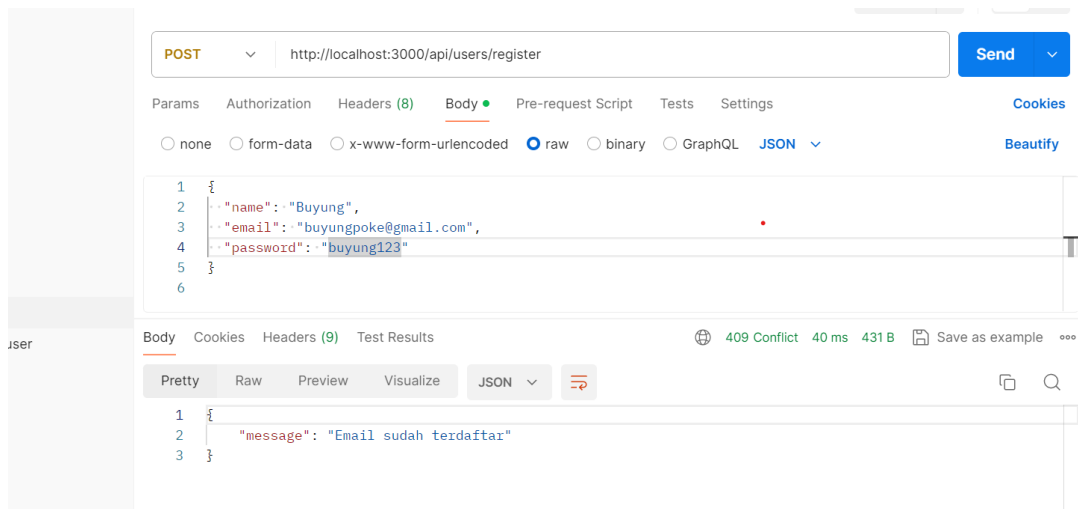 POST http://localhost:3000/api/users/register Send
Params Authorization Headers (8) Body Pre-request Script Tests Settings Cookies
none form-data x-www-form-urlencoded raw binary GraphQL JSON Beautify
1 {
2 "name": "Buyung",
3 "email": "buyungpoke@gmail.com",
4 "password": "buyung123"
5 }
6
user
Body Cookies Headers (9) Test Results 409 Conflict 40 ms 431 B Save as example
Pretty Raw Preview Visualize JSON
1 {
2 "message": "Email sudah terdaftar"
3 }